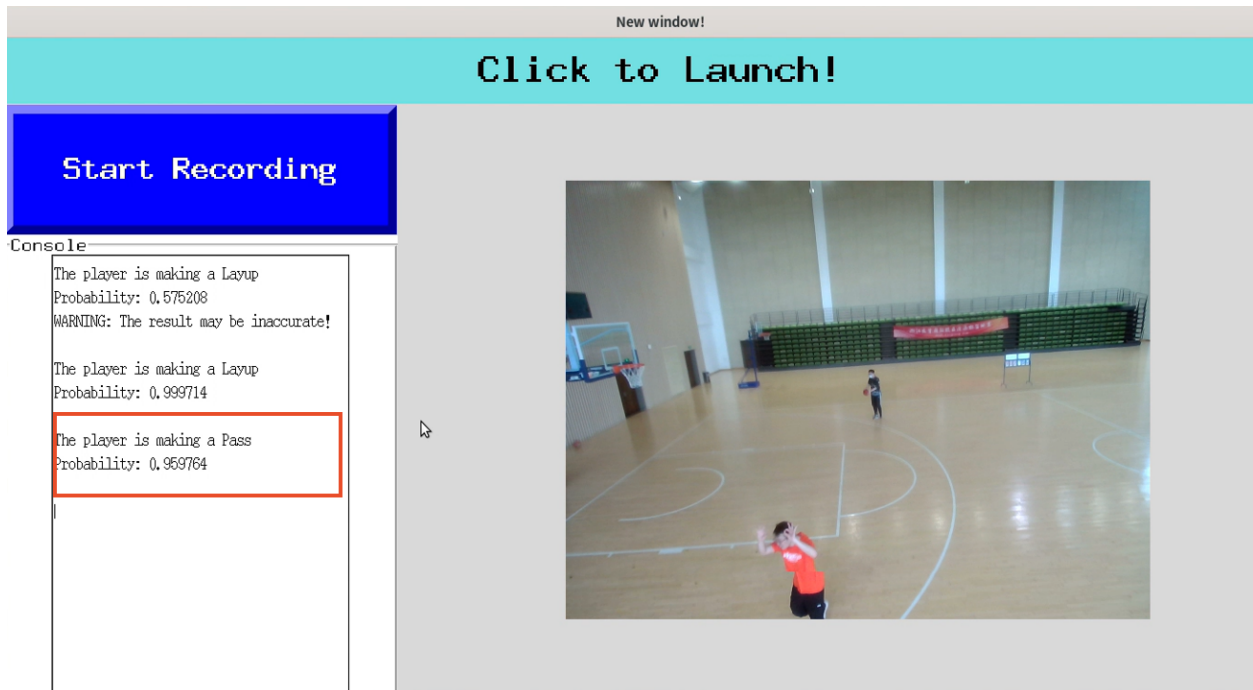 New window!
Click to Launch!
Start Recording
Console
The player is making a Layup
Probability: 0.575208
WARNING: The result may be inaccurate!
The player is making a Layup
Probability: 0.999714
The player is making a Pass
Probability: 0.959764